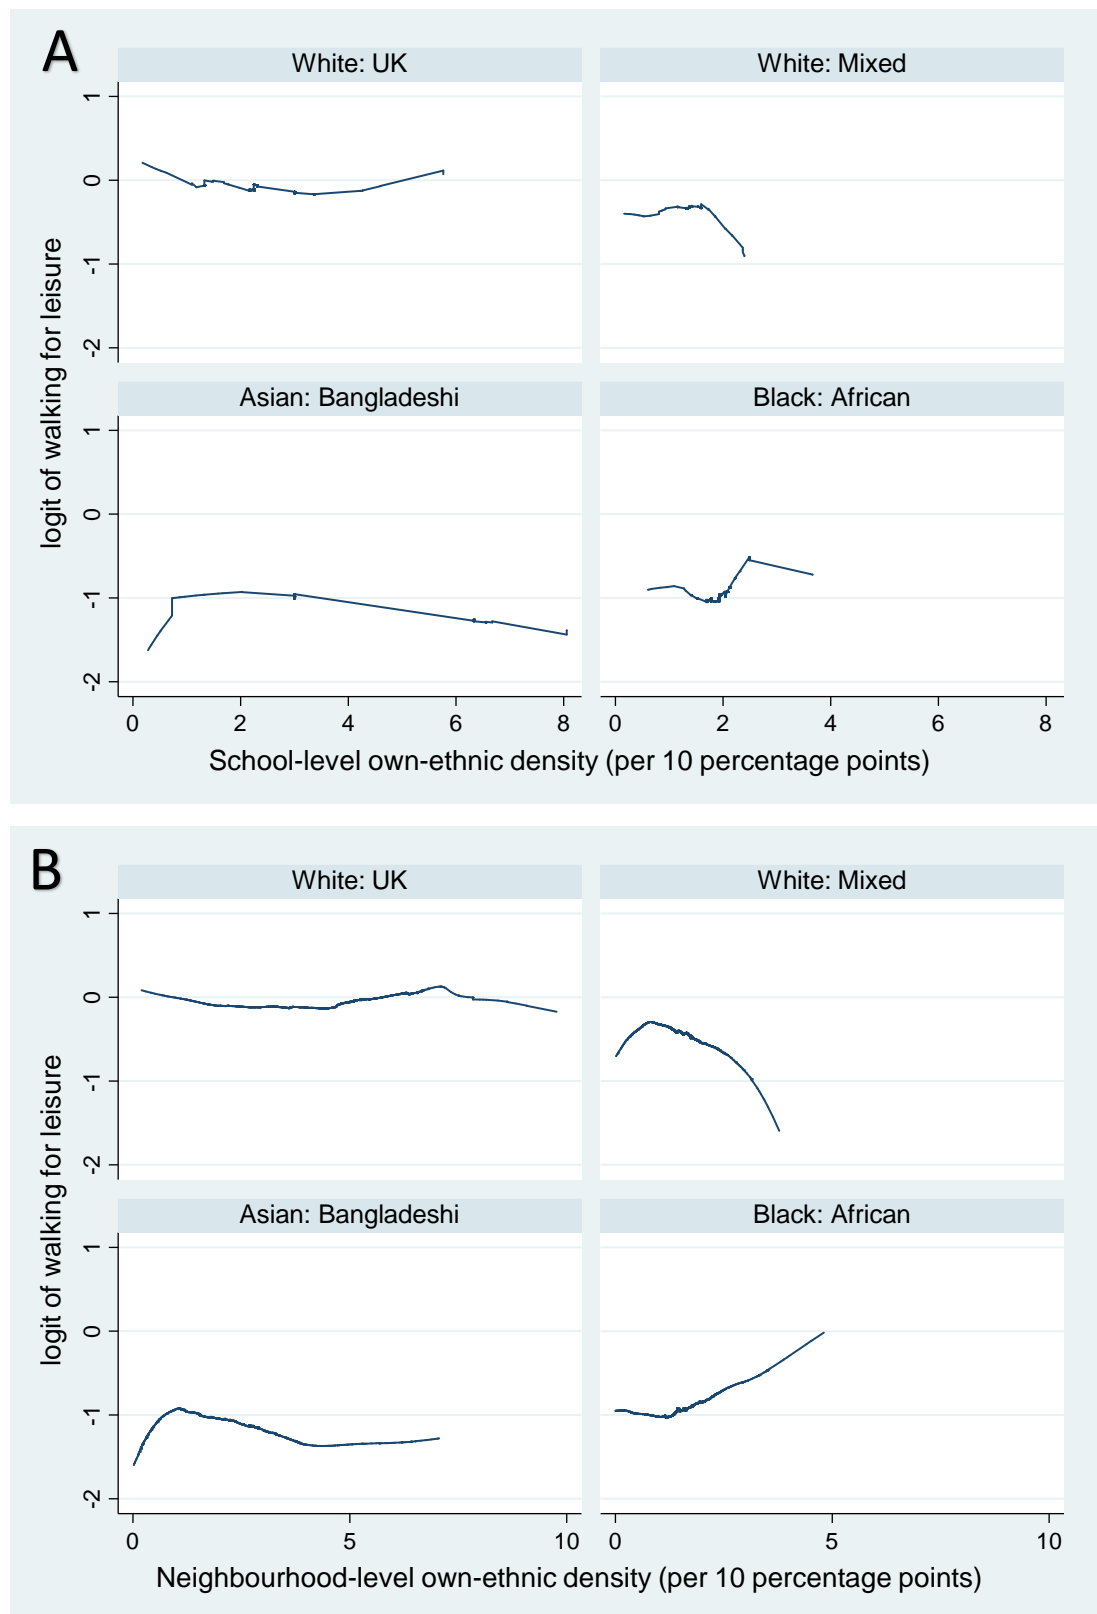 A
White: UK
White: Mixed
1
0
-1
-2
Asian: Bangladeshi
Black: African
1
0
-1
-2
logit of walking for leisure
0 2 4 6 8
0 2 4 6 8
School-level own-ethnic density (per 10 percentage points)
B
White: UK
White: Mixed
1
0
-1
-2
Asian: Bangladeshi
Black: African
1
0
-1
-2
logit of walking for leisure
0 5 10
0 5 10
Neighbourhood-level own-ethnic density (per 10 percentage points)